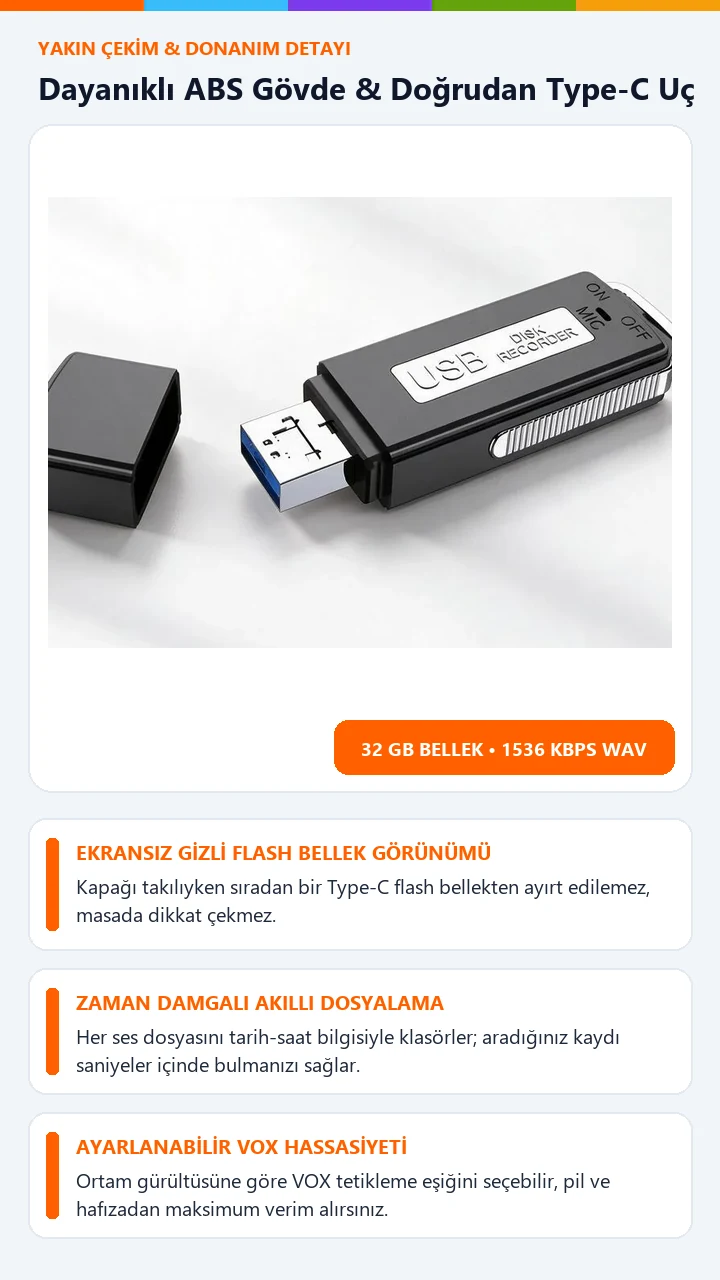 YAKIN ÇEKİM & DONANIM DETAYI
Dayanıklı ABS Gövde & Doğrudan Type-C Uç
ON
MIC
OFF
USB
DISK
RECORDER
32 GB BELLEK • 1536 KBPS WAV
EKRANSIZ GİZLİ FLASH BELLEK GÖRÜNÜMÜ
Kapağı takılıyken sıradan bir Type-C flash bellekten ayırt edilemez,
masada dikkat çekmez.
ZAMAN DAMGALI AKILLI DOSYALAMA
Her ses dosyasını tarih-saat bilgisiyle klasörler; aradığınız kaydı
saniyeler içinde bulmanızı sağlar.
AYARLANABİLİR VOX HASSASİYETİ
Ortam gürültüsüne göre VOX tetikleme eşiğini seçebilir, pil ve
hafızadan maksimum verim alırsınız.